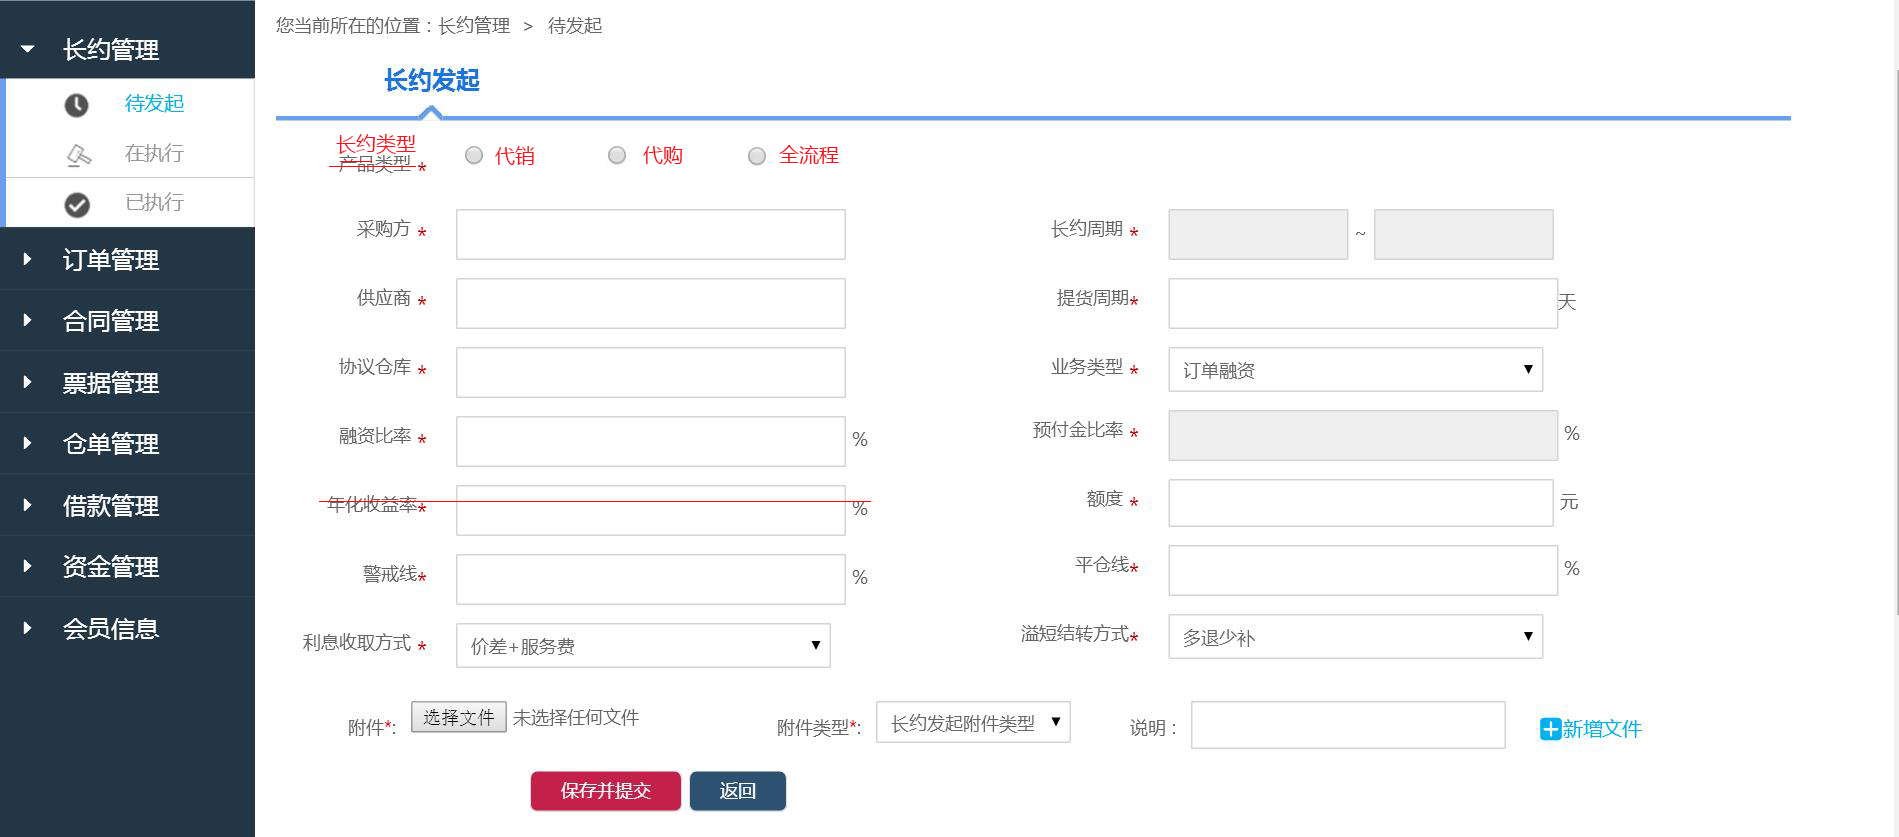 长约管理
待发起
在执行
已执行
订单管理
合同管理
票据管理
仓单管理
借款管理
资金管理
会员信息
您当前所在的位置：长约管理 > 待发起
长约发起
长约类型
产品类型* 代销 代购 全流程
采购方* 长约周期* ~
供应商* 提货周期* 天
协议仓库* 业务类型* 订单融资
融资比率* % 预付金比率* %
年化收益率* % 额度* 元
警戒线* % 平仓线* %
利息收取方式* 价差+服务费 溢短结转方式* 多退少补
附件*: 选择文件 未选择任何文件 附件类型*: 长约发起附件类型 说明： 新增文件
保存并提交 返回